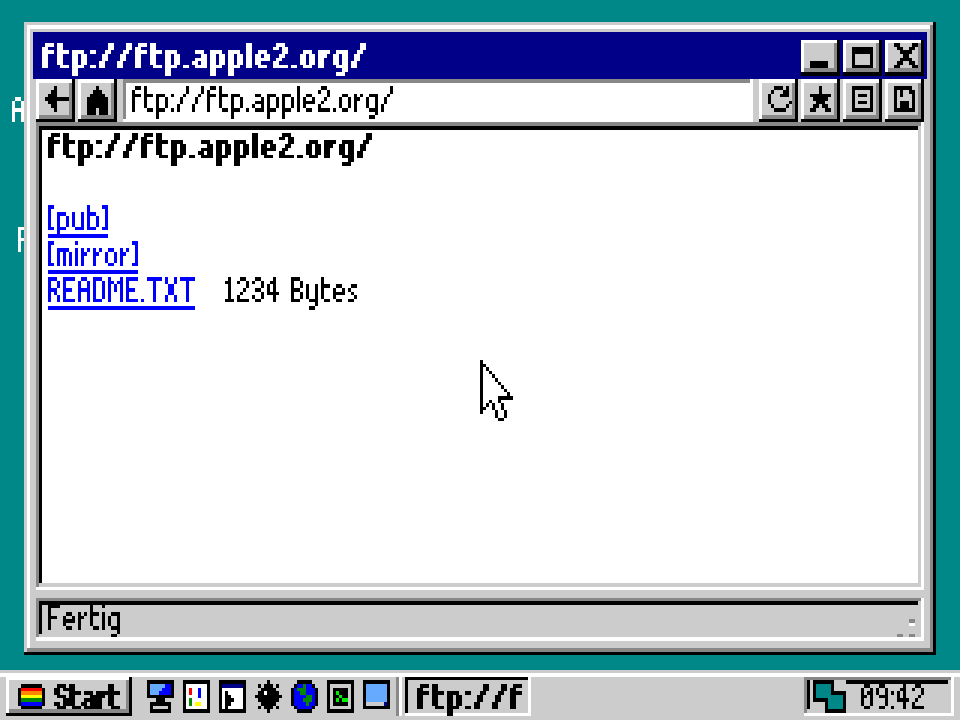 ftp://ftp.apple2.org/
ftp://ftp.apple2.org/
ftp://ftp.apple2.org/
[pub]
[mirror]
README.TXT 1234 Bytes
Fertig
Start ftp://f 09:42